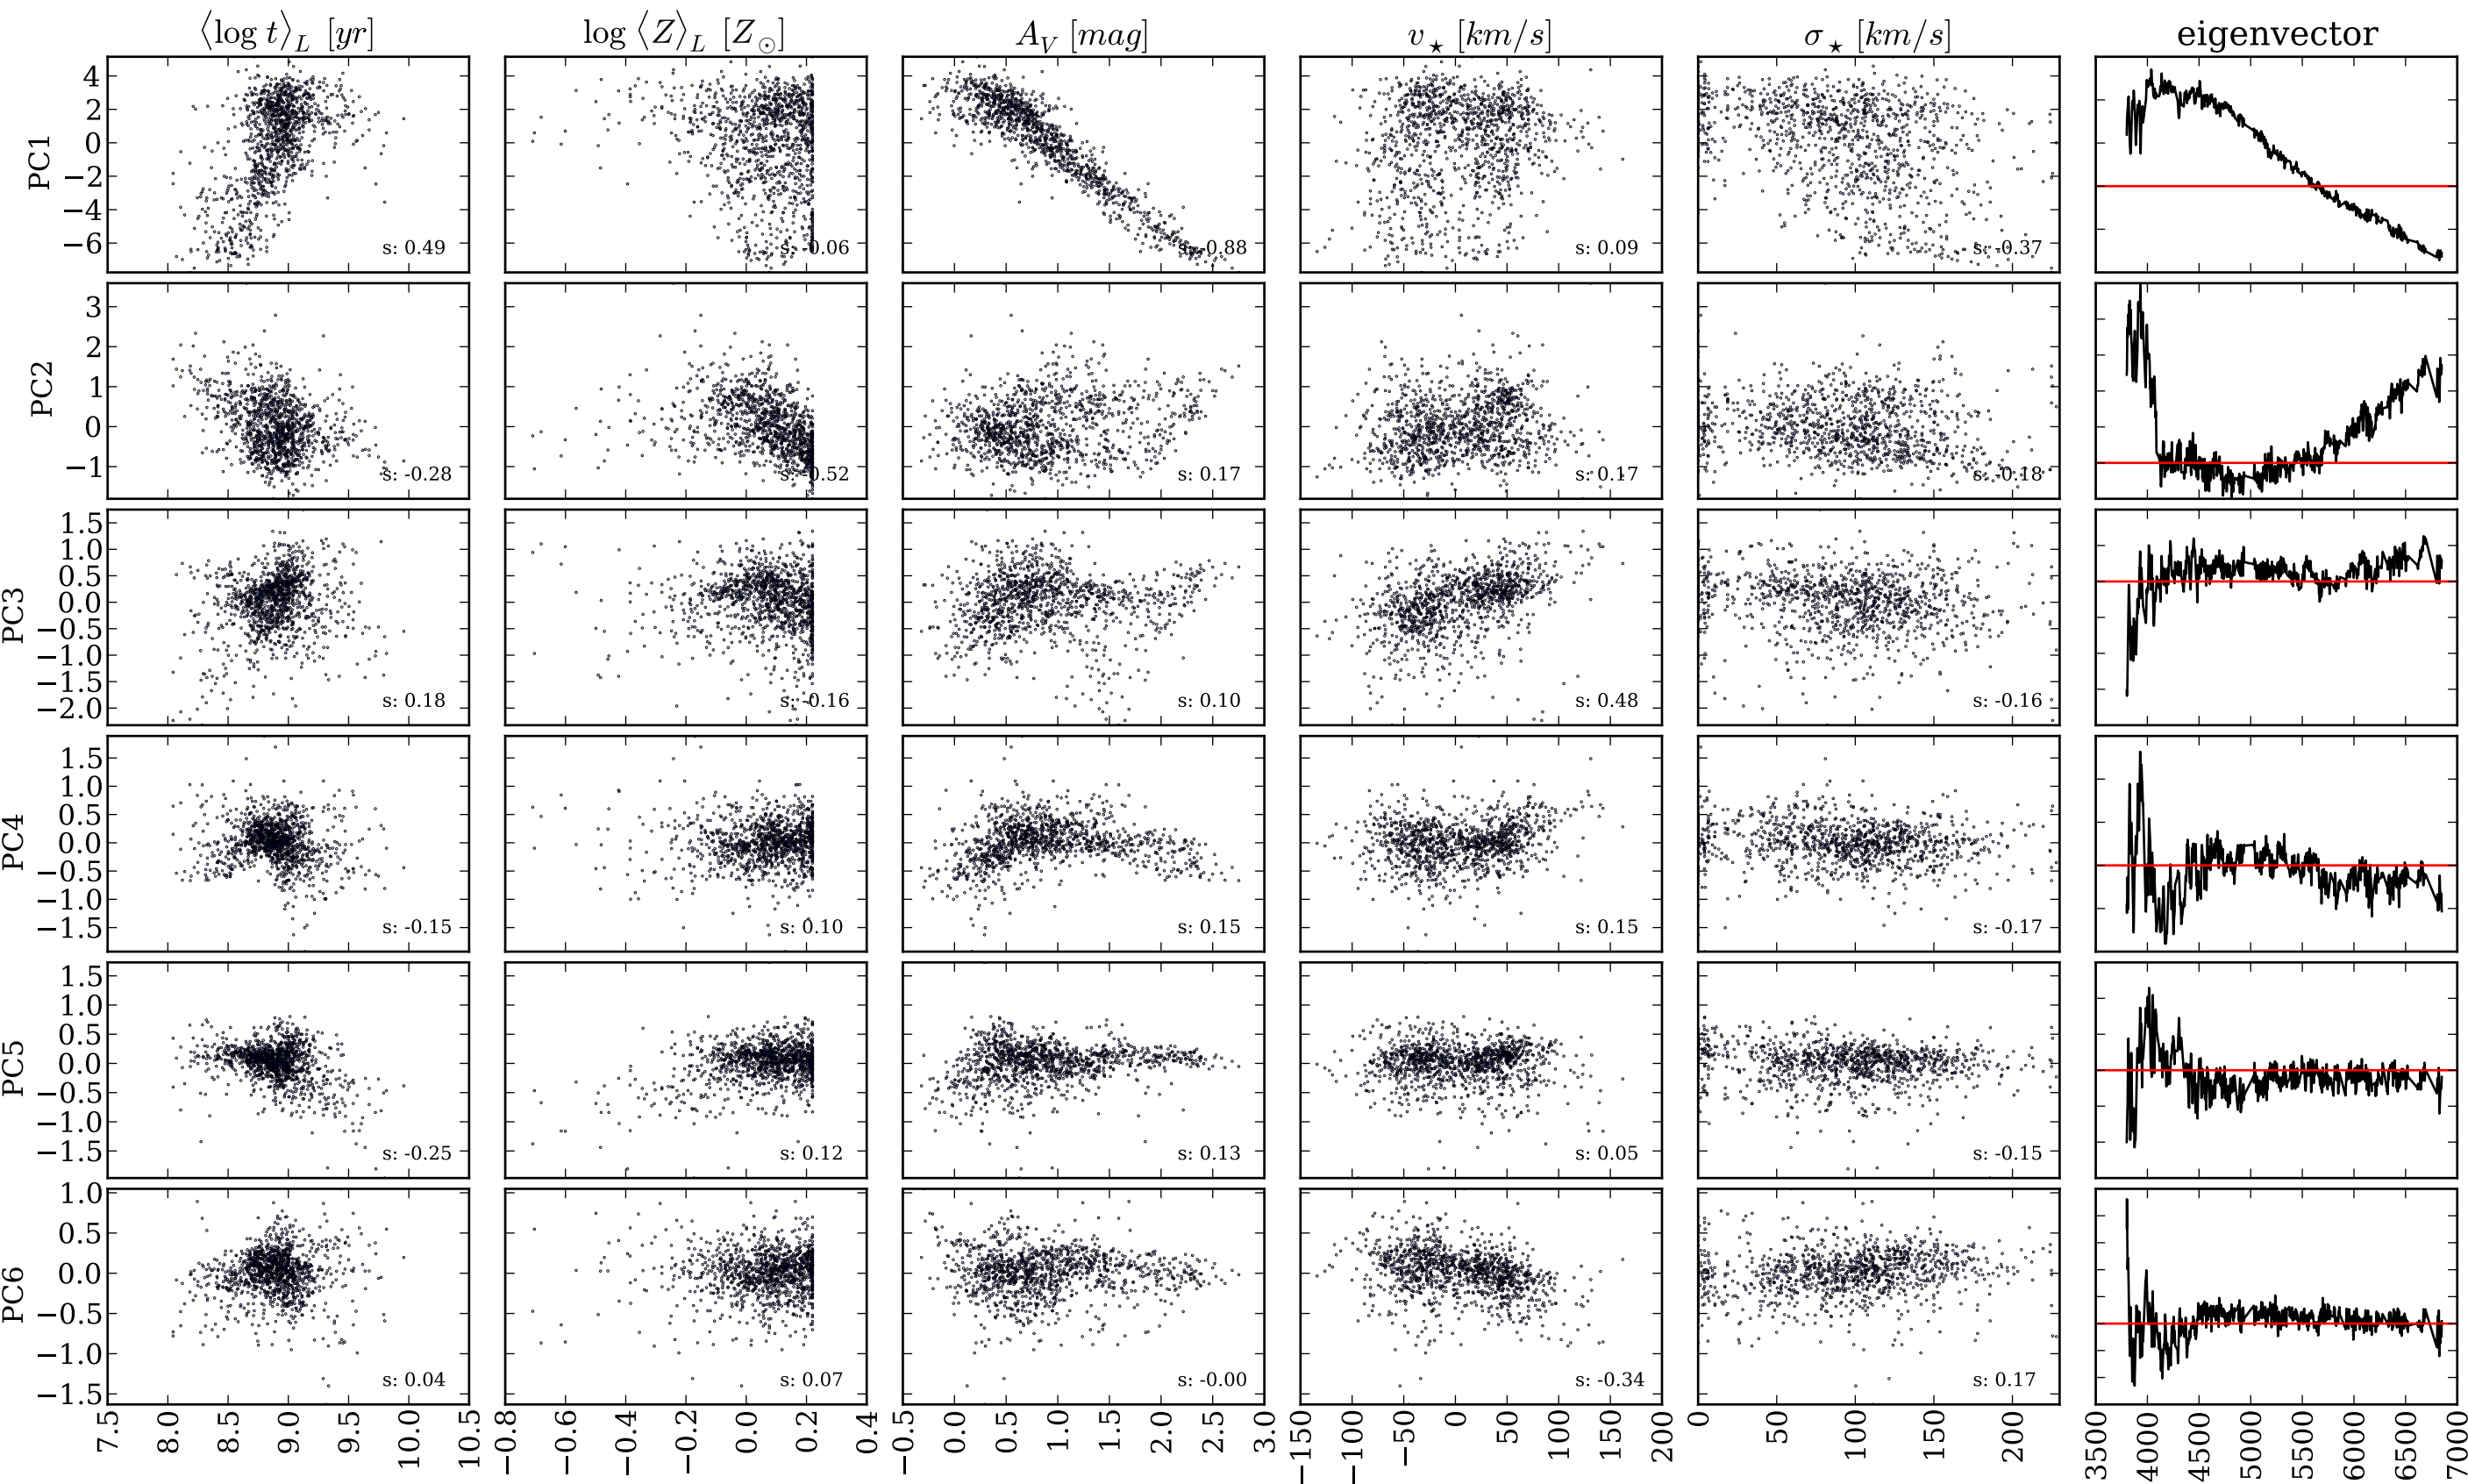 ⟨log t⟩_L [yr] log ⟨Z⟩_L [Z_⊙] A_V [mag] v_⋆ [km/s] σ_⋆ [km/s] eigenvector
PC1
4
2
0
−2
−4
−6
s: 0.49 s: -0.06 s: -0.88 s: 0.09 s: -0.37
PC2
3
2
1
0
−1
s: -0.28 s: -0.52 s: 0.17 s: 0.17 s: -0.18
PC3
1.5
1.0
0.5
0.0
−0.5
−1.0
−1.5
−2.0
s: 0.18 s: -0.16 s: 0.10 s: 0.48 s: -0.16
PC4
1.5
1.0
0.5
0.0
−0.5
−1.0
−1.5
s: -0.15 s: 0.10 s: 0.15 s: 0.15 s: -0.17
PC5
1.5
1.0
0.5
0.0
−0.5
−1.0
−1.5
s: -0.25 s: 0.12 s: 0.13 s: 0.05 s: -0.15
PC6
1.0
0.5
0.0
−0.5
−1.0
−1.5
s: 0.04 s: 0.07 s: -0.00 s: -0.34 s: 0.17
7.5 8.0 8.5 9.0 9.5 10.0 10.5 −0.8 −0.6 −0.4 −0.2 0.0 0.2 0.4 −0.5 0.0 0.5 1.0 1.5 2.0 2.5 3.0 −150 −100 −50 0 50 100 150 200 0 50 100 150 200 3500 4000 4500 5000 5500 6000 6500 7000